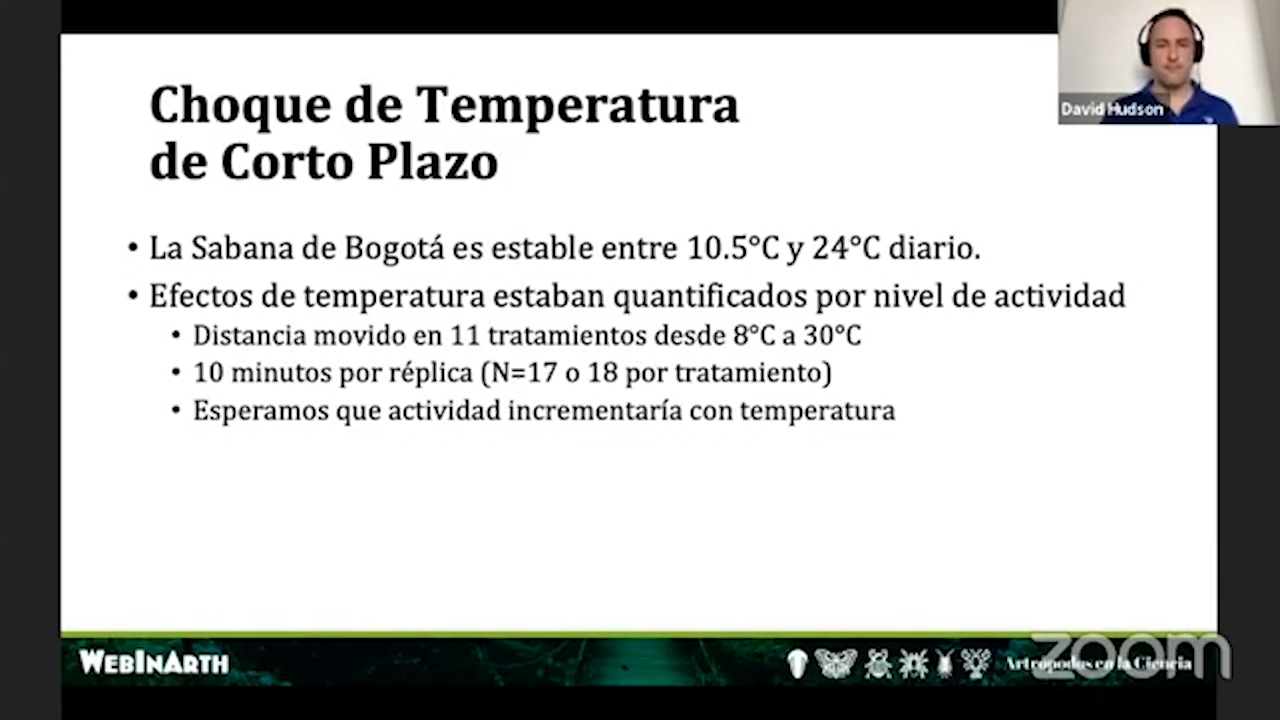 Choque de Temperatura
de Corto Plazo
David Hudson
• La Sabana de Bogotá es estable entre 10.5°C y 24°C diario.
• Efectos de temperatura estaban quantificados por nivel de actividad
• Distancia movido en 11 tratamientos desde 8°C a 30°C
• 10 minutos por réplica (N=17 o 18 por tratamiento)
• Esperamos que actividad incrementaría con temperatura
WEBINARTH
Artropodos en la Ciencia
zoom